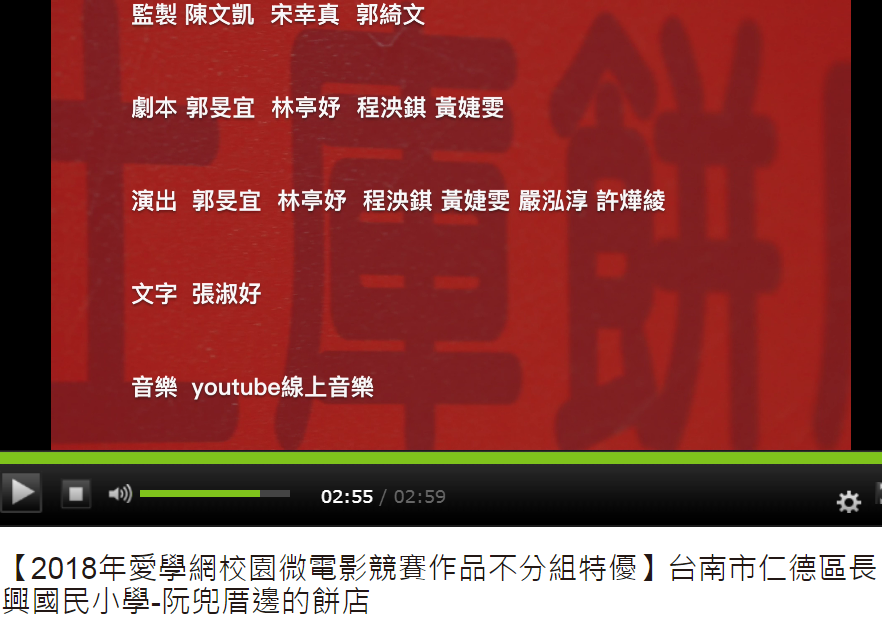 監製 陳文凱 宋幸真 郭綺文
劇本 郭旻宜 林亭妤 程泱錤 黃婕雯
演出 郭旻宜 林亭妤 程泱錤 黃婕雯 嚴泓淳 許燁綾
文字 張淑好
音樂 youtube線上音樂
土庫餅
02:55 / 02:59
【2018年愛學網校園微電影競賽作品不分組特優】台南市仁德區長
興國民小學-阮兜厝邊的餅店